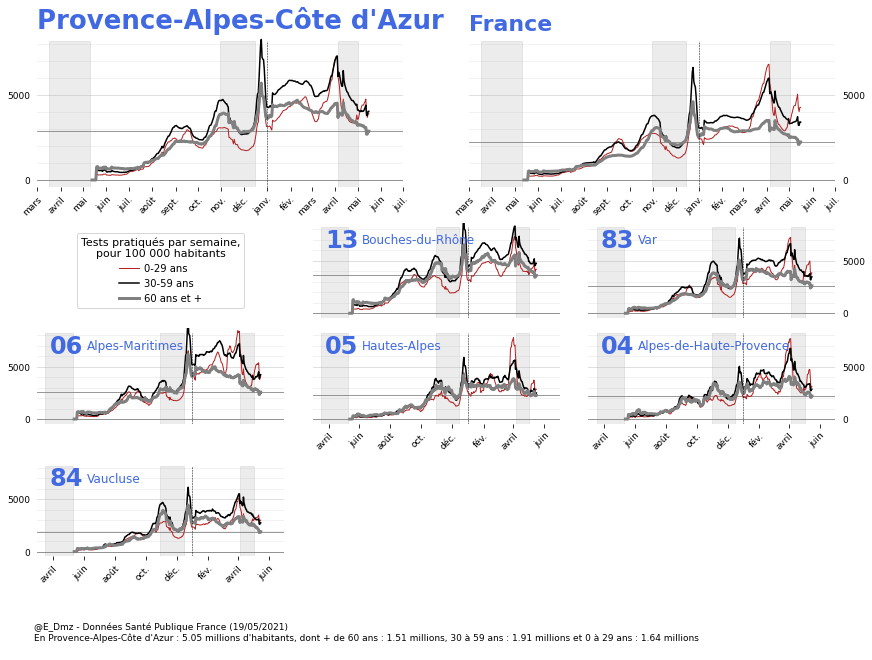 Provence-Alpes-Côte d'Azur
France
5000
0
mars
avril
mai
juin
juil.
août
sept.
oct.
nov.
déc.
janv.
fév.
mars
avril
mai
juin
juil.
5000
0
mars
avril
mai
juin
juil.
août
sept.
oct.
nov.
déc.
janv.
fév.
mars
avril
mai
juin
juil.
Tests pratiqués par semaine,
pour 100 000 habitants
0-29 ans
30-59 ans
60 ans et +
13 Bouches-du-Rhône
83 Var
5000
0
06 Alpes-Maritimes
5000
0
05 Hautes-Alpes
avril
juin
août
oct.
déc.
fév.
avril
juin
04 Alpes-de-Haute-Provence
5000
0
avril
juin
août
oct.
déc.
fév.
avril
juin
84 Vaucluse
5000
0
avril
juin
août
oct.
déc.
fév.
avril
juin
@E_Dmz - Données Santé Publique France (19/05/2021)
En Provence-Alpes-Côte d'Azur : 5.05 millions d'habitants, dont + de 60 ans : 1.51 millions, 30 à 59 ans : 1.91 millions et 0 à 29 ans : 1.64 millions